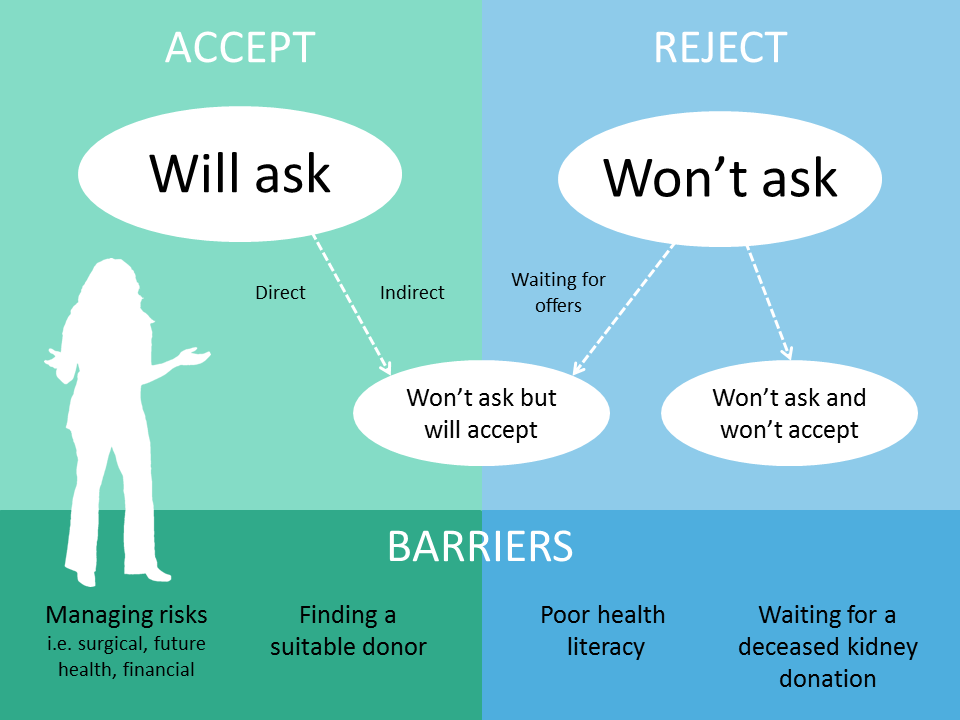 ACCEPT
REJECT
Will ask
Won’t ask
Direct
Indirect
Waiting for
offers
Won’t ask but
will accept
Won’t ask and
won’t accept
BARRIERS
Managing risks
i.e. surgical, future
health, financial
Finding a
suitable donor
Poor health
literacy
Waiting for a
deceased kidney
donation